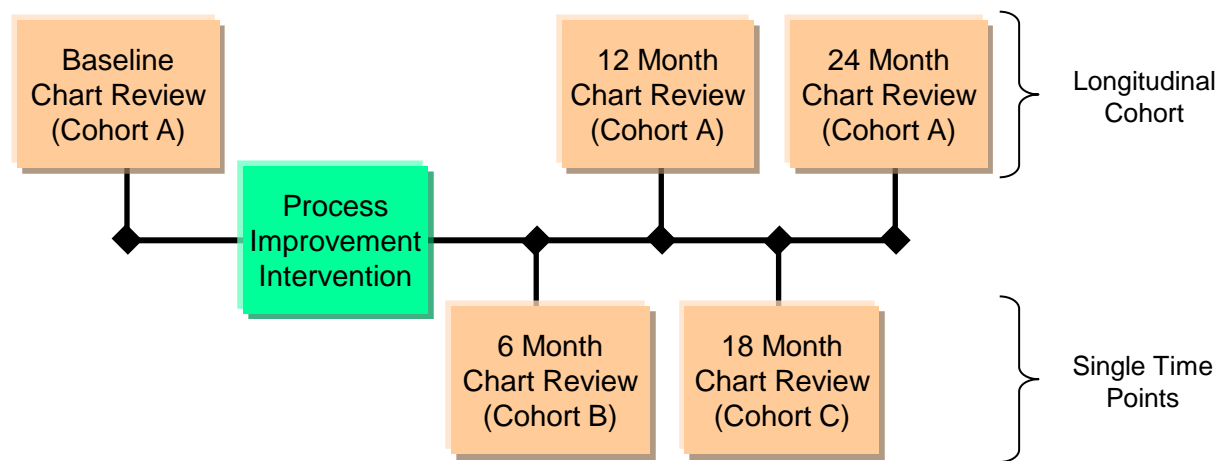 Baseline
Chart Review
(Cohort A)
12 Month
Chart Review
(Cohort A)
24 Month
Chart Review
(Cohort A)
Longitudinal
Cohort
Process
Improvement
Intervention
6 Month
Chart Review
(Cohort B)
18 Month
Chart Review
(Cohort C)
Single Time
Points